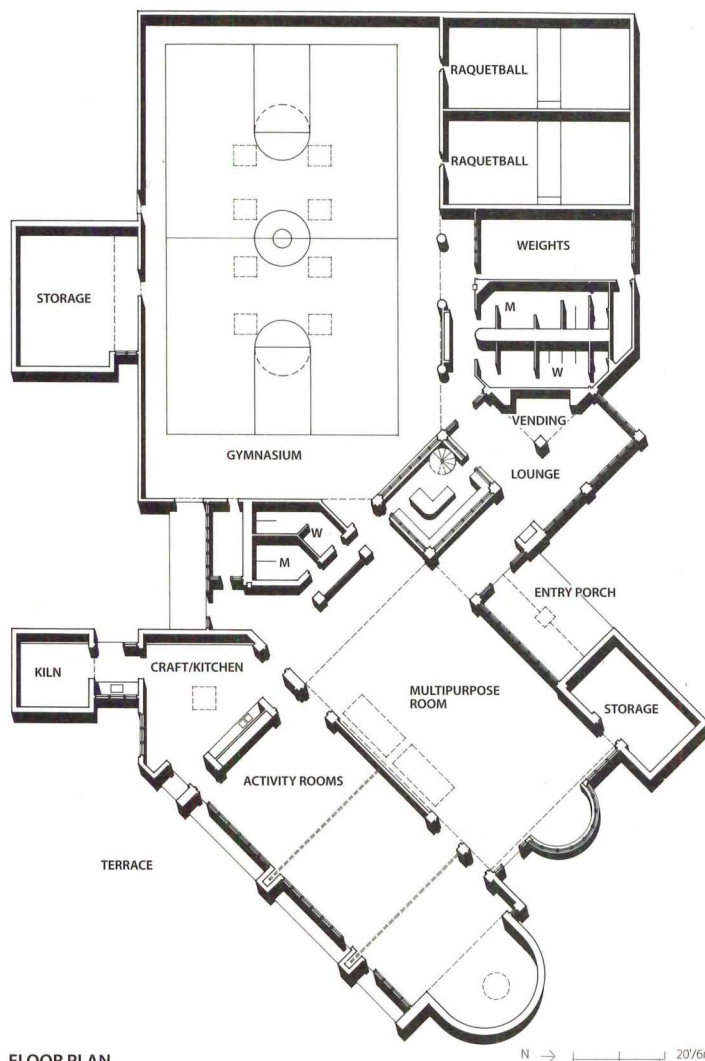 RAQUETBALL
RAQUETBALL
WEIGHTS
STORAGE
M
W
VENDING
GYMNASIUM
LOUNGE
W
M
ENTRY PORCH
KILN
CRAFT/KITCHEN
MULTIPURPOSE
ROOM
STORAGE
ACTIVITY ROOMS
TERRACE
FLOOR PLAN
N → 20'/6m